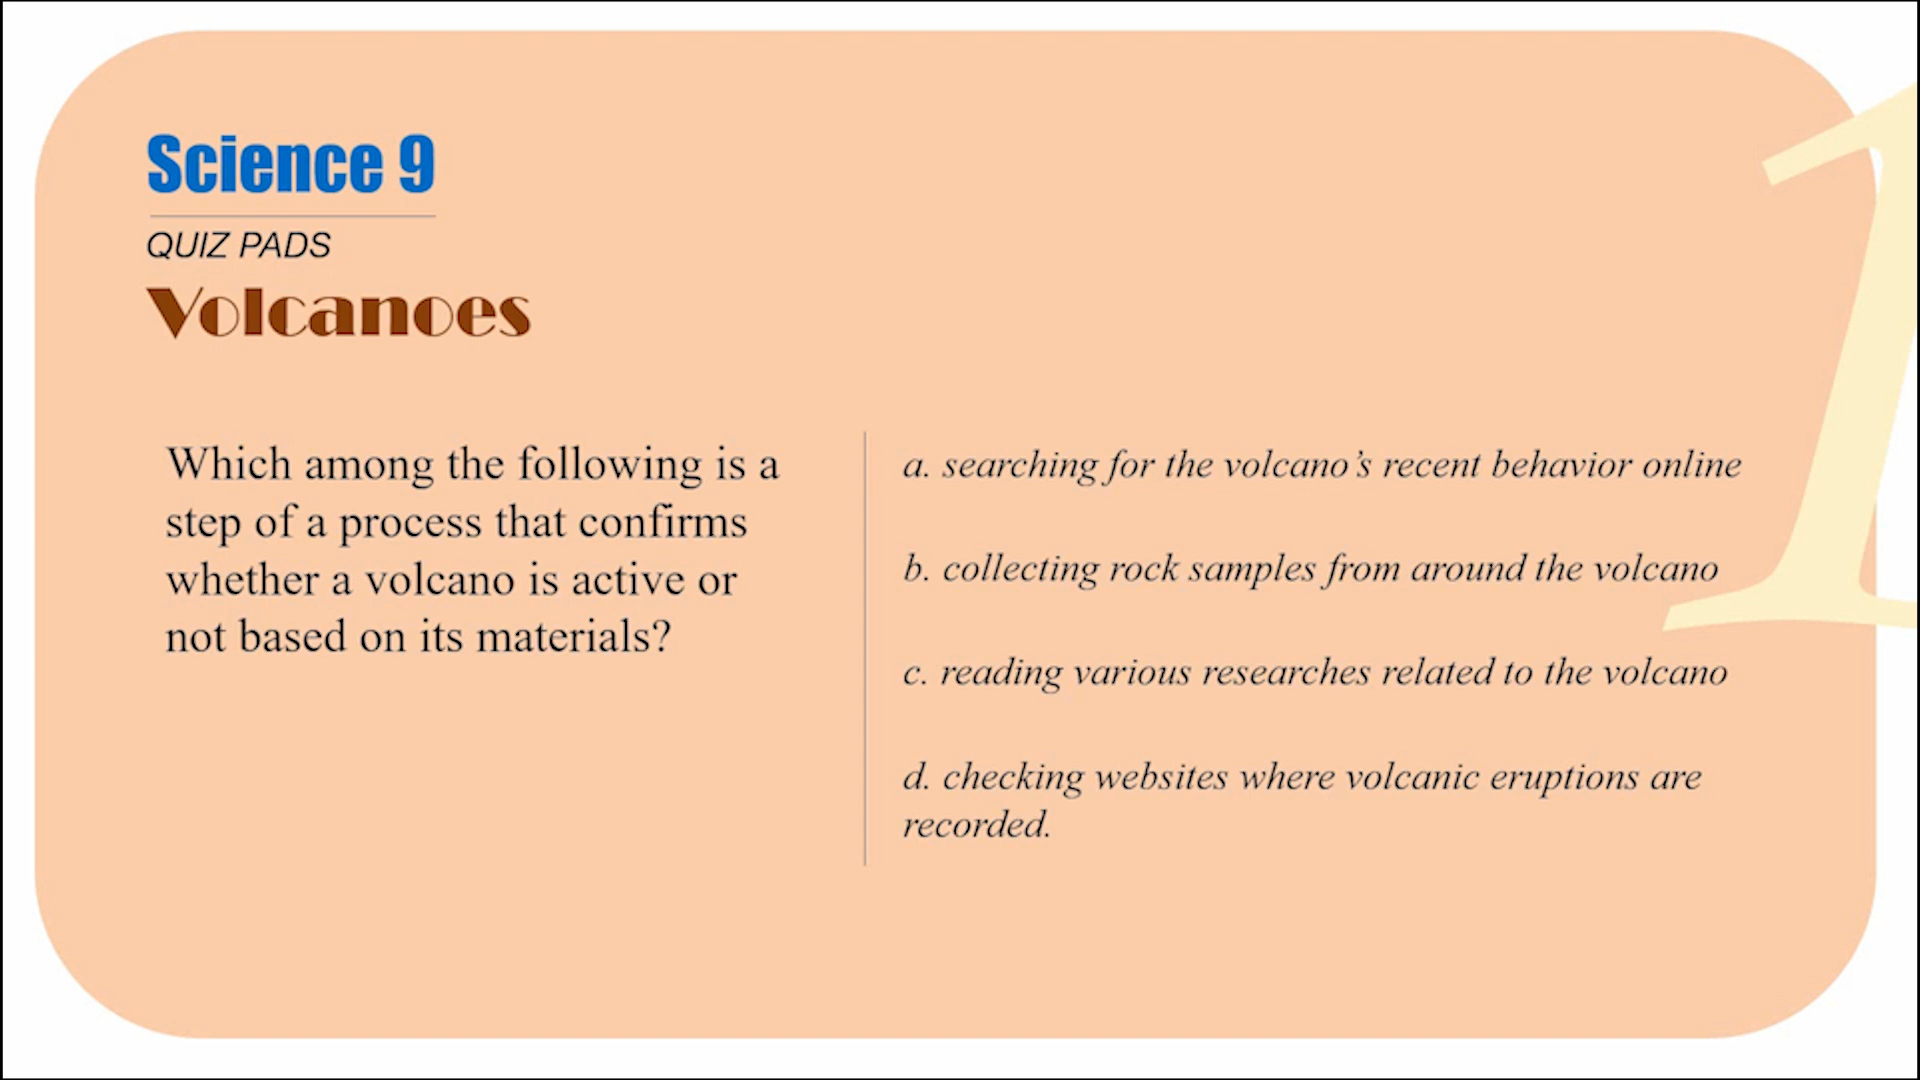 Science 9
QUIZ PADS
Volcanoes
Which among the following is a
step of a process that confirms
whether a volcano is active or
not based on its materials?
a. searching for the volcano’s recent behavior online
b. collecting rock samples from around the volcano
c. reading various researches related to the volcano
d. checking websites where volcanic eruptions are
recorded.
1